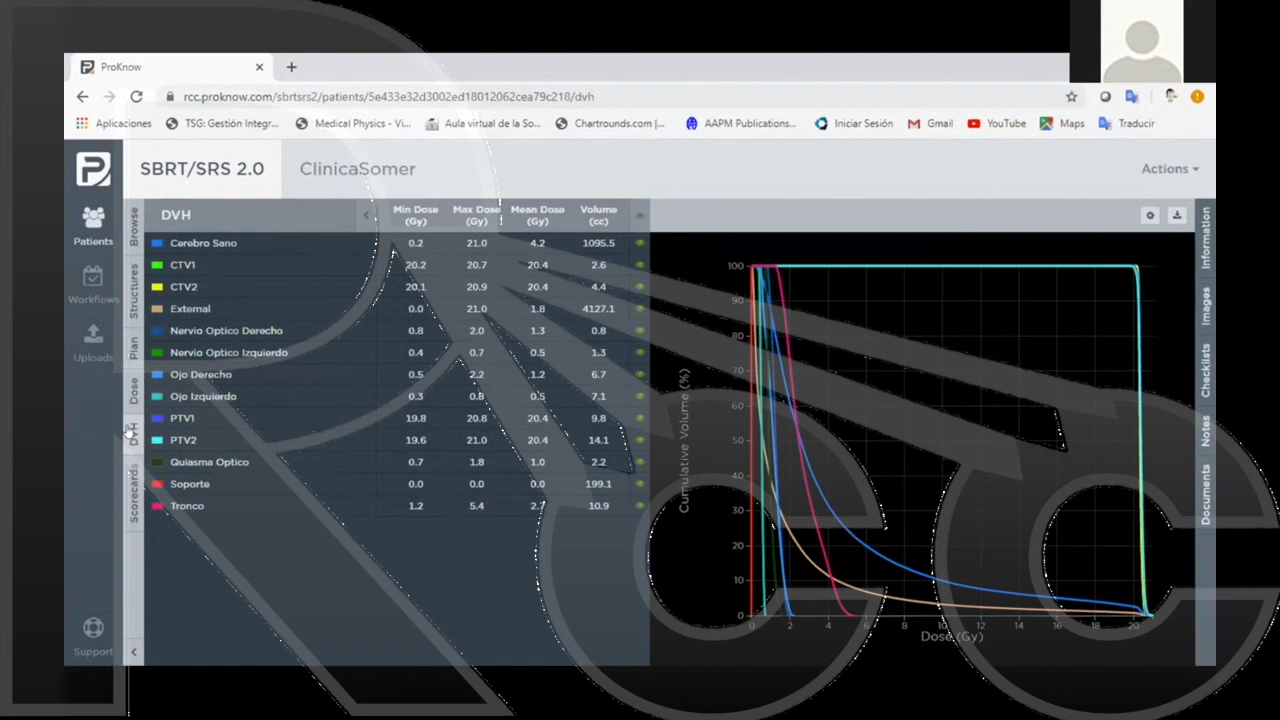 ProKnow
rcc.proknow.com/sbrtsrs2/patients/5e433e32d3002ed18012062cea79c218/dvh
Aplicaciones TSG: Gestión Integr... Medical Physics - Vi... Aula virtual de la So... Chartrounds.com |... AAPM Publications... Iniciar Sesión Gmail YouTube Maps Traducir
SBRT/SRS 2.0 ClinicaSomer Actions
Patients
Workflows
Uploads
Support
Browse
Structures
Plan
Dose
DVH
Scorecards
DVH Min Dose (Gy) Max Dose (Gy) Mean Dose (Gy) Volume (cc)
Cerebro Sano 0.2 21.0 4.2 1095.5
CTV1 20.2 20.7 20.4 2.6
CTV2 20.1 20.9 20.4 4.4
External 0.0 21.0 1.8 4127.1
Nervio Optico Derecho 0.8 2.0 1.3 0.8
Nervio Optico Izquierdo 0.4 0.7 0.5 1.3
Ojo Derecho 0.5 2.2 1.2 6.7
Ojo Izquierdo 0.3 0.8 0.5 7.1
PTV1 19.8 20.8 20.4 9.8
PTV2 19.6 21.0 20.4 14.1
Quiasma Optico 0.7 1.8 1.0 2.2
Soporte 0.0 0.0 0.0 199.1
Tronco 1.2 5.4 2.7 10.9
Cumulative Volume (%)
100
90
80
70
60
50
40
30
20
10
0
0 2 4 6 8 10 12 14 16 18 20
Dose (Gy)
Information
Images
Checklists
Notes
Documents
RCC